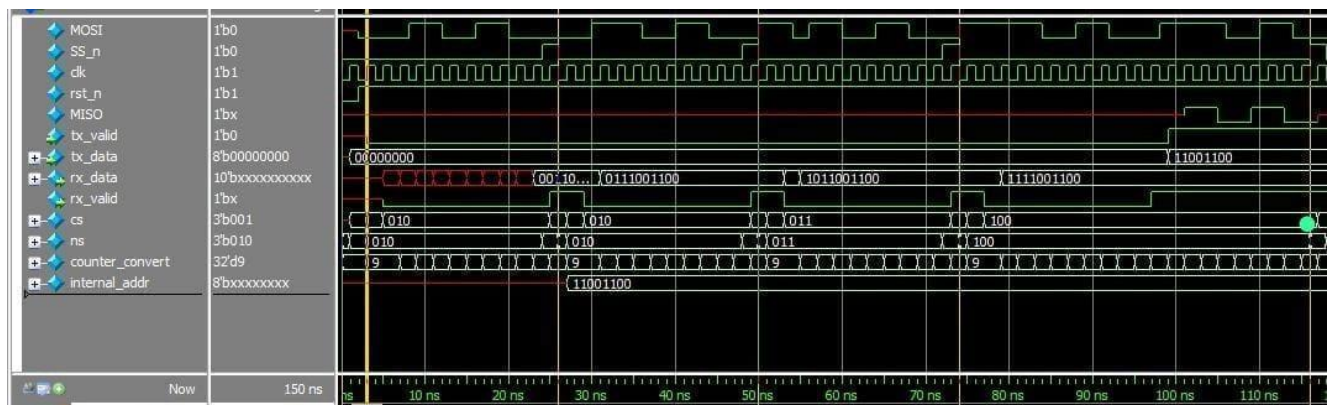 MOSI 1'b0
SS_n 1'b0
clk 1'b1
rst_n 1'b1
MISO 1'bx
tx_valid 1'b0
tx_data 8'b00000000 00000000 11001100
rx_data 10'bxxxxxxxxxx 00110... 0111001100 1011001100 1111001100
rx_valid 1'bx
cs 3'b001 010 010 011 100
ns 3'b010 010 010 011 100
counter_convert 32'd9 9 9 9 9
internal_addr 8'bxxxxxxxx 11001100
Now 150 ns ns 10 ns 20 ns 30 ns 40 ns 50 ns 60 ns 70 ns 80 ns 90 ns 100 ns 110 ns